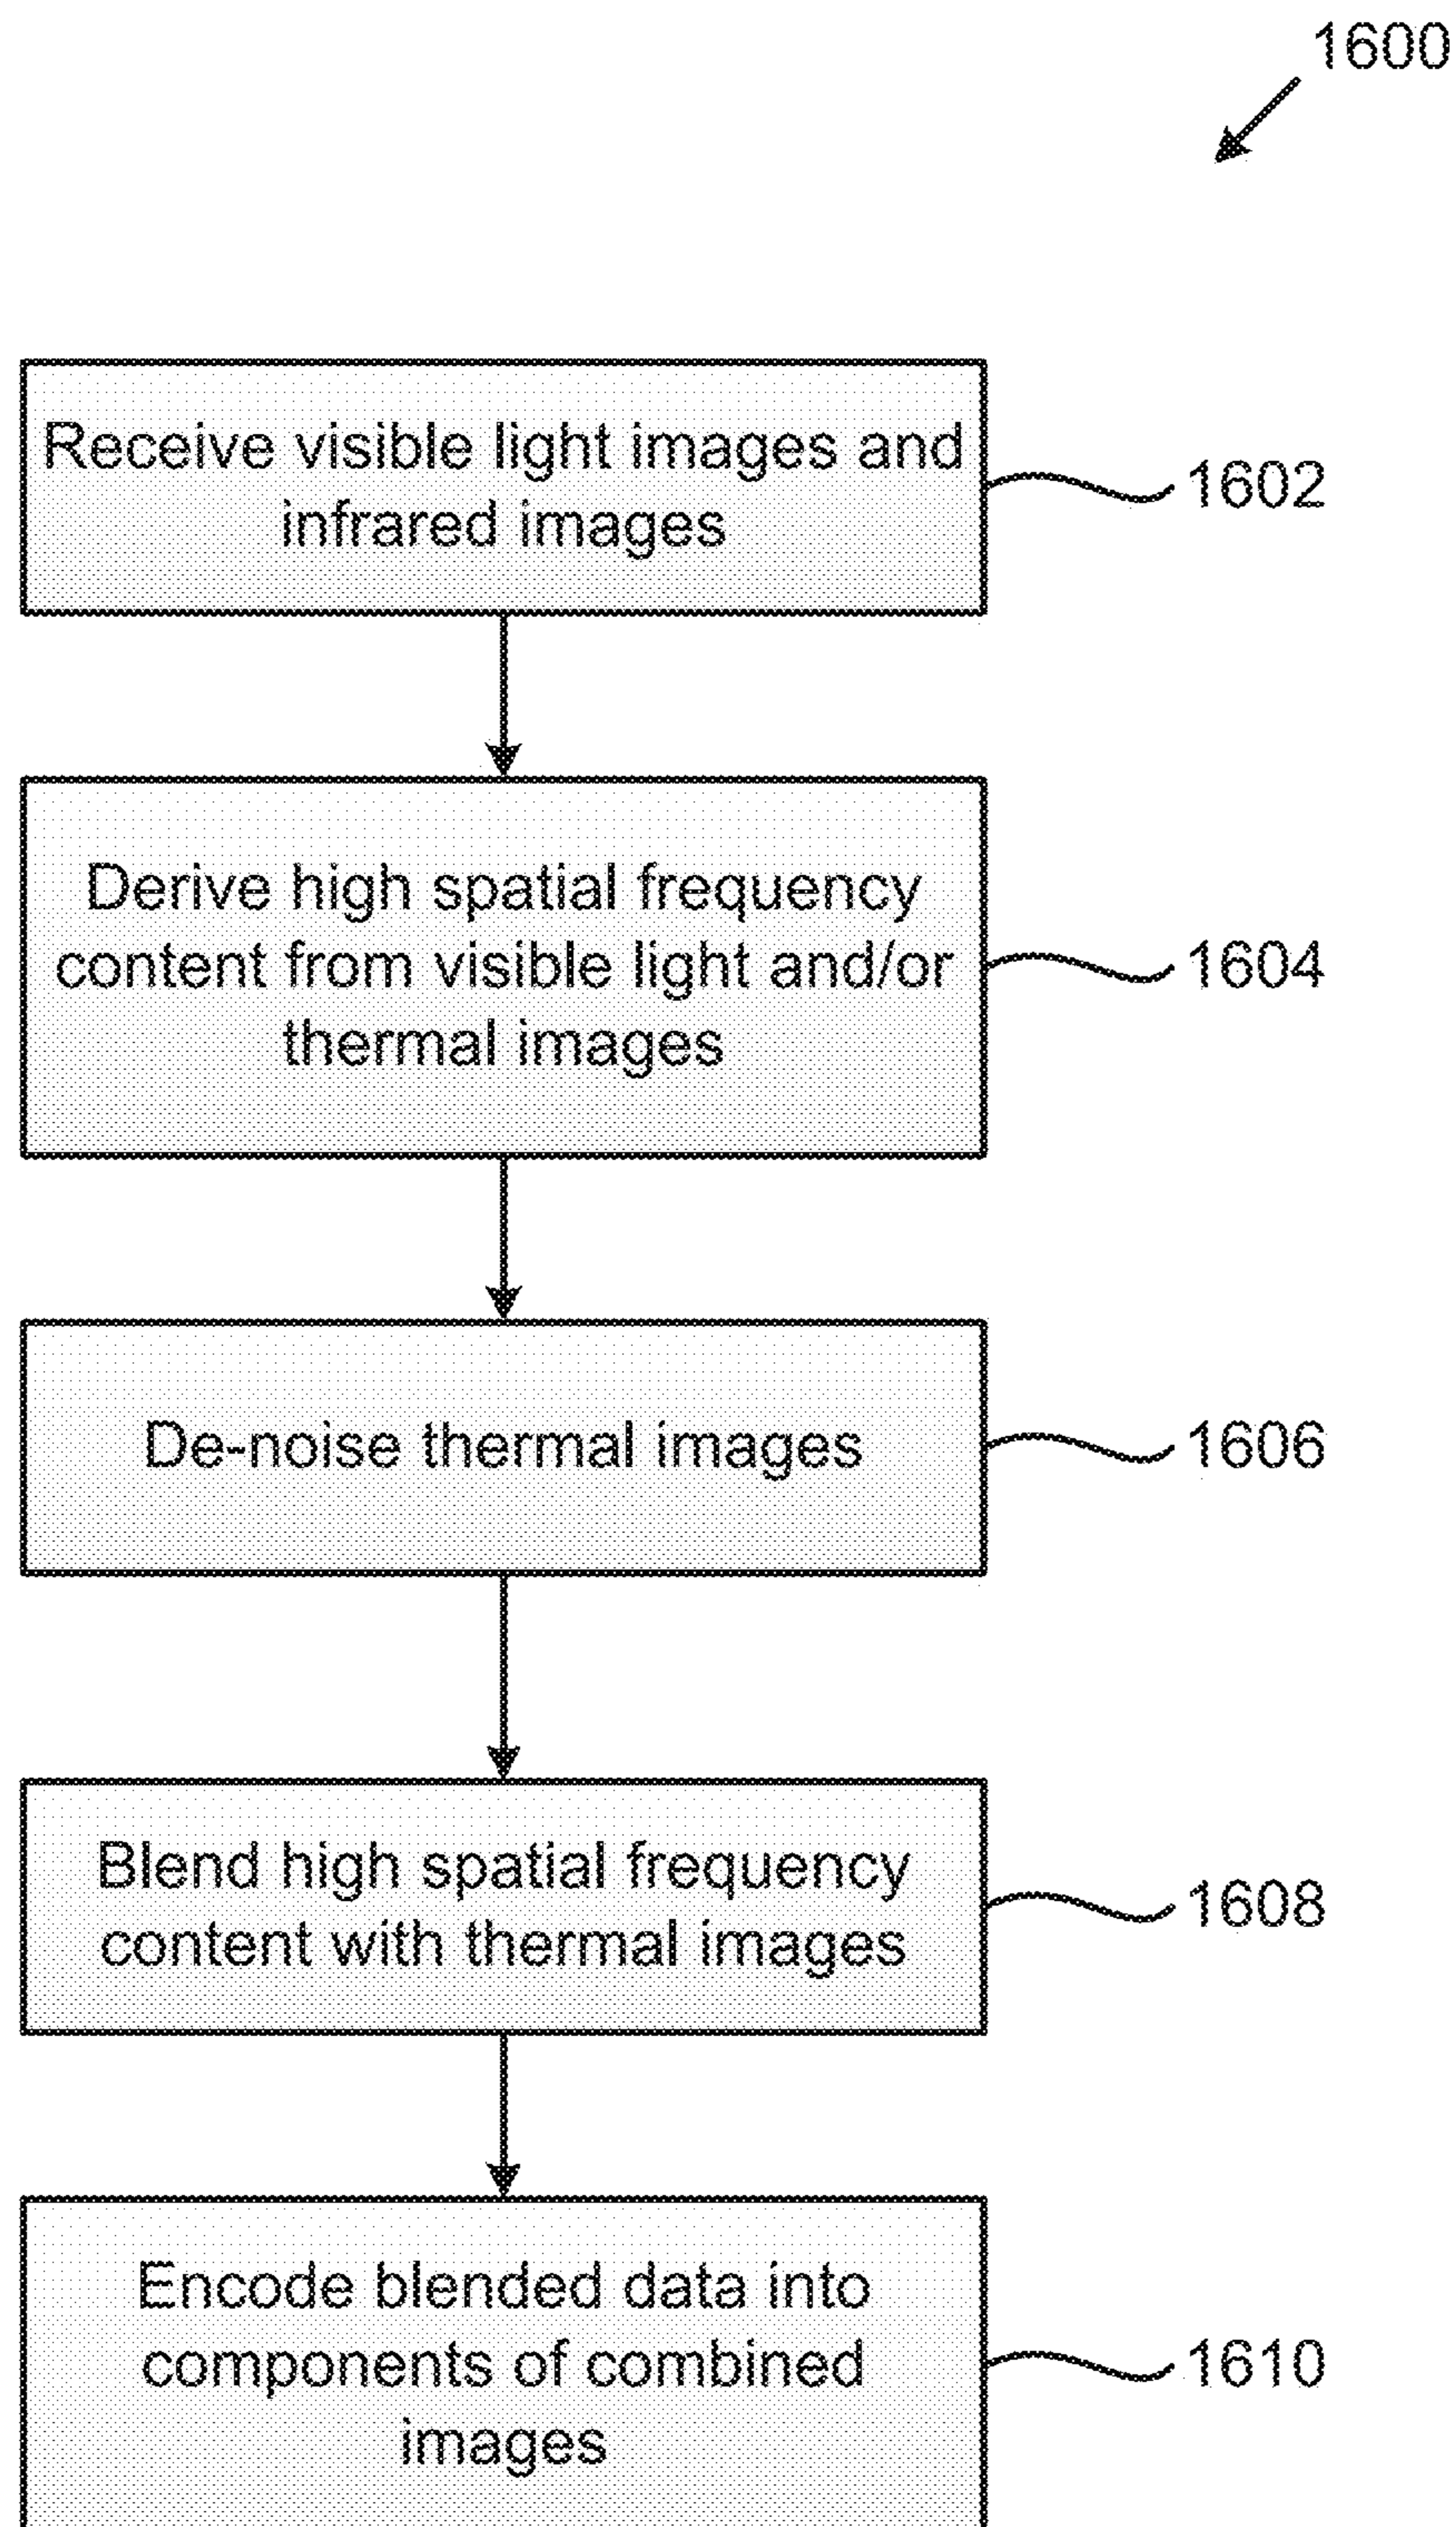 1600
Receive visible light images and
infrared images
1602
Derive high spatial frequency
content from visible light and/or
thermal images
1604
De-noise thermal images
1606
Blend high spatial frequency
content with thermal images
1608
Encode blended data into
components of combined
images
1610